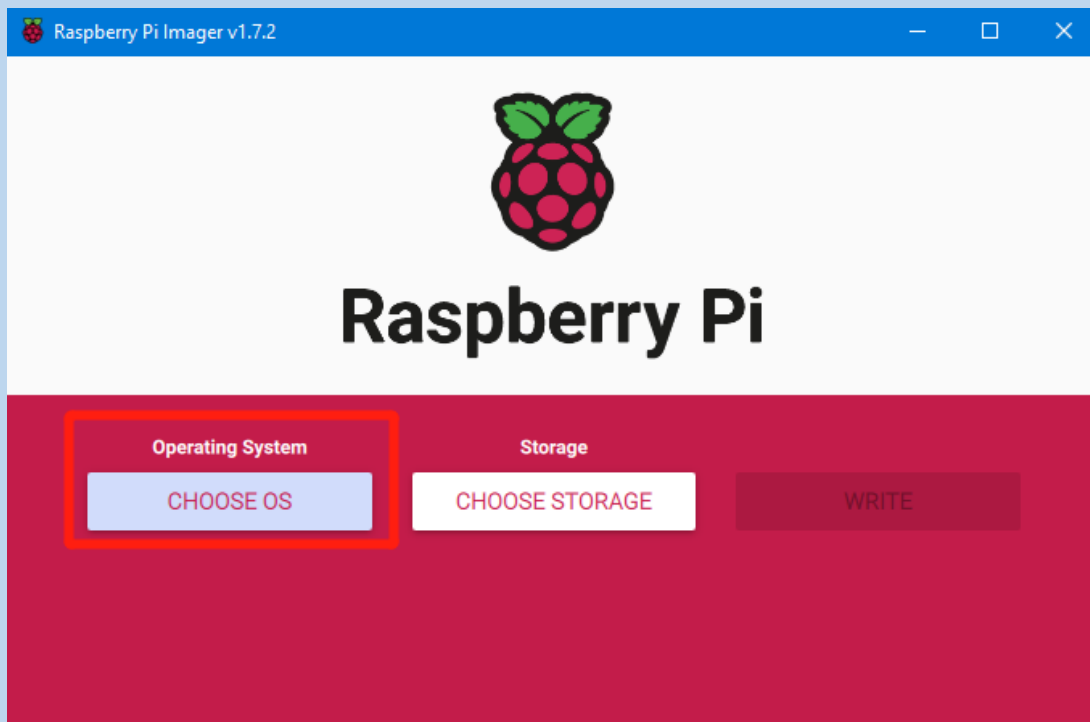 Raspberry Pi Imager v1.7.2
Raspberry Pi
Operating System
Storage
CHOOSE OS
CHOOSE STORAGE
WRITE